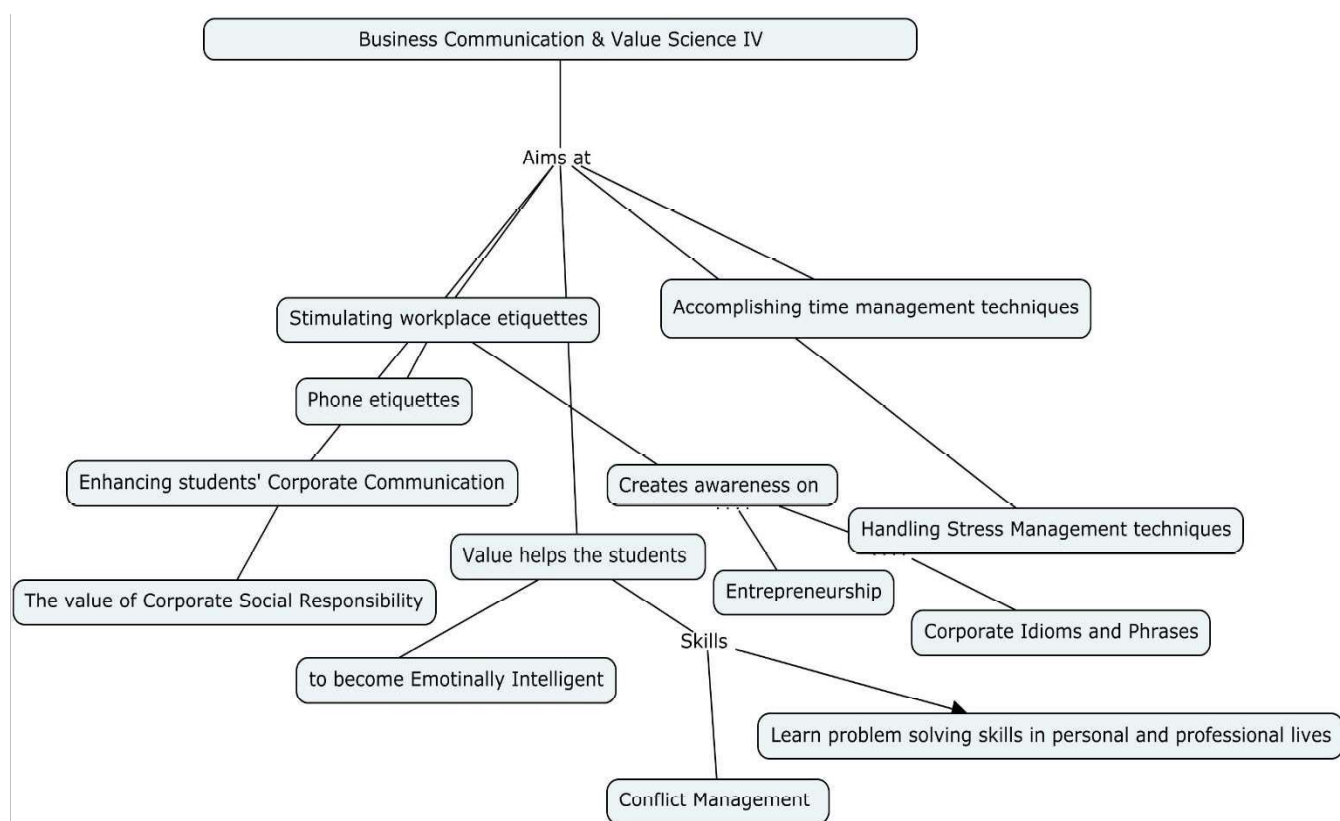 Business Communication & Value Science IV
Aims at
Stimulating workplace etiquettes
Accomplishing time management techniques
Phone etiquettes
Enhancing students' Corporate Communication
Creates awareness on
Handling Stress Management techniques
Value helps the students
Entrepreneurship
The value of Corporate Social Responsibility
Corporate Idioms and Phrases
Skills
to become Emotinally Intelligent
Learn problem solving skills in personal and professional lives
Conflict Management